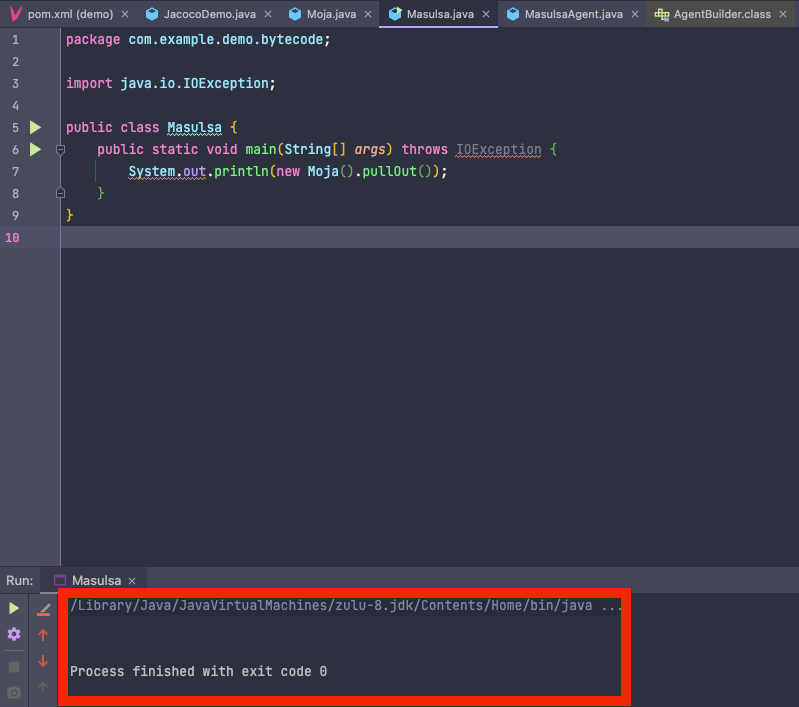 pom.xml (demo) × JacocoDemo.java × Moja.java × Masulsa.java × MasulsaAgent.java × AgentBuilder.class ×
1 package com.example.demo.bytecode;
2
3 import java.io.IOException;
4
5 public class Masulsa {
6 public static void main(String[] args) throws IOException {
7 System.out.println(new Moja().pullOut());
8 }
9 }
10
Run: Masulsa ×
/Library/Java/JavaVirtualMachines/zulu-8.jdk/Contents/Home/bin/java ...
Process finished with exit code 0